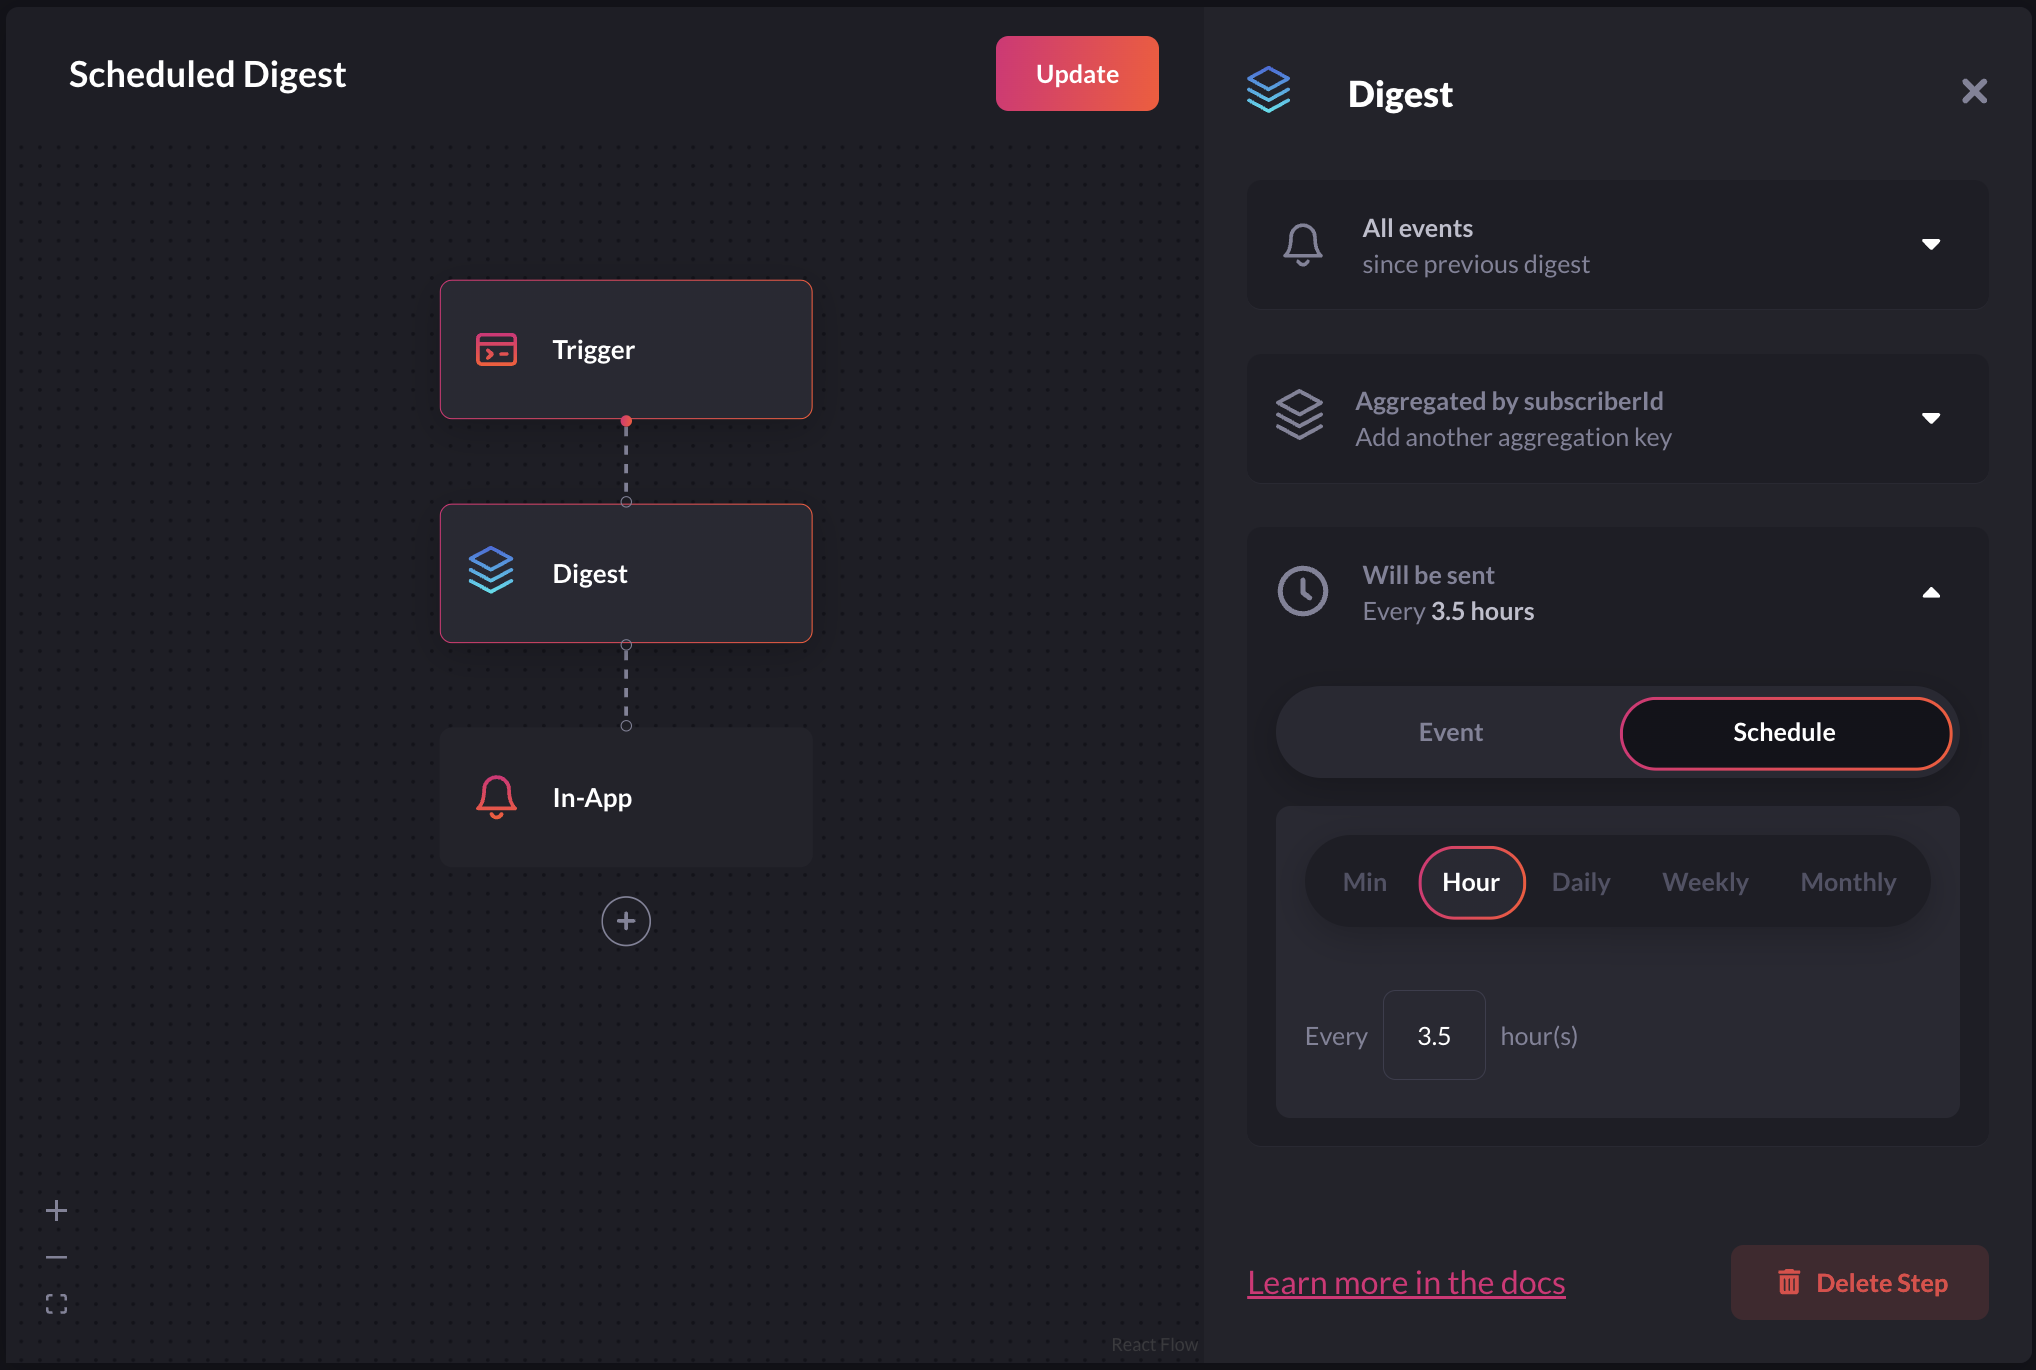 Scheduled Digest
Update
Trigger
Digest
In-App
React Flow
Digest
All events
since previous digest
Aggregated by subscriberId
Add another aggregation key
Will be sent
Every 3.5 hours
Event Schedule
Min Hour Daily Weekly Monthly
Every 3.5 hour(s)
Learn more in the docs
Delete Step